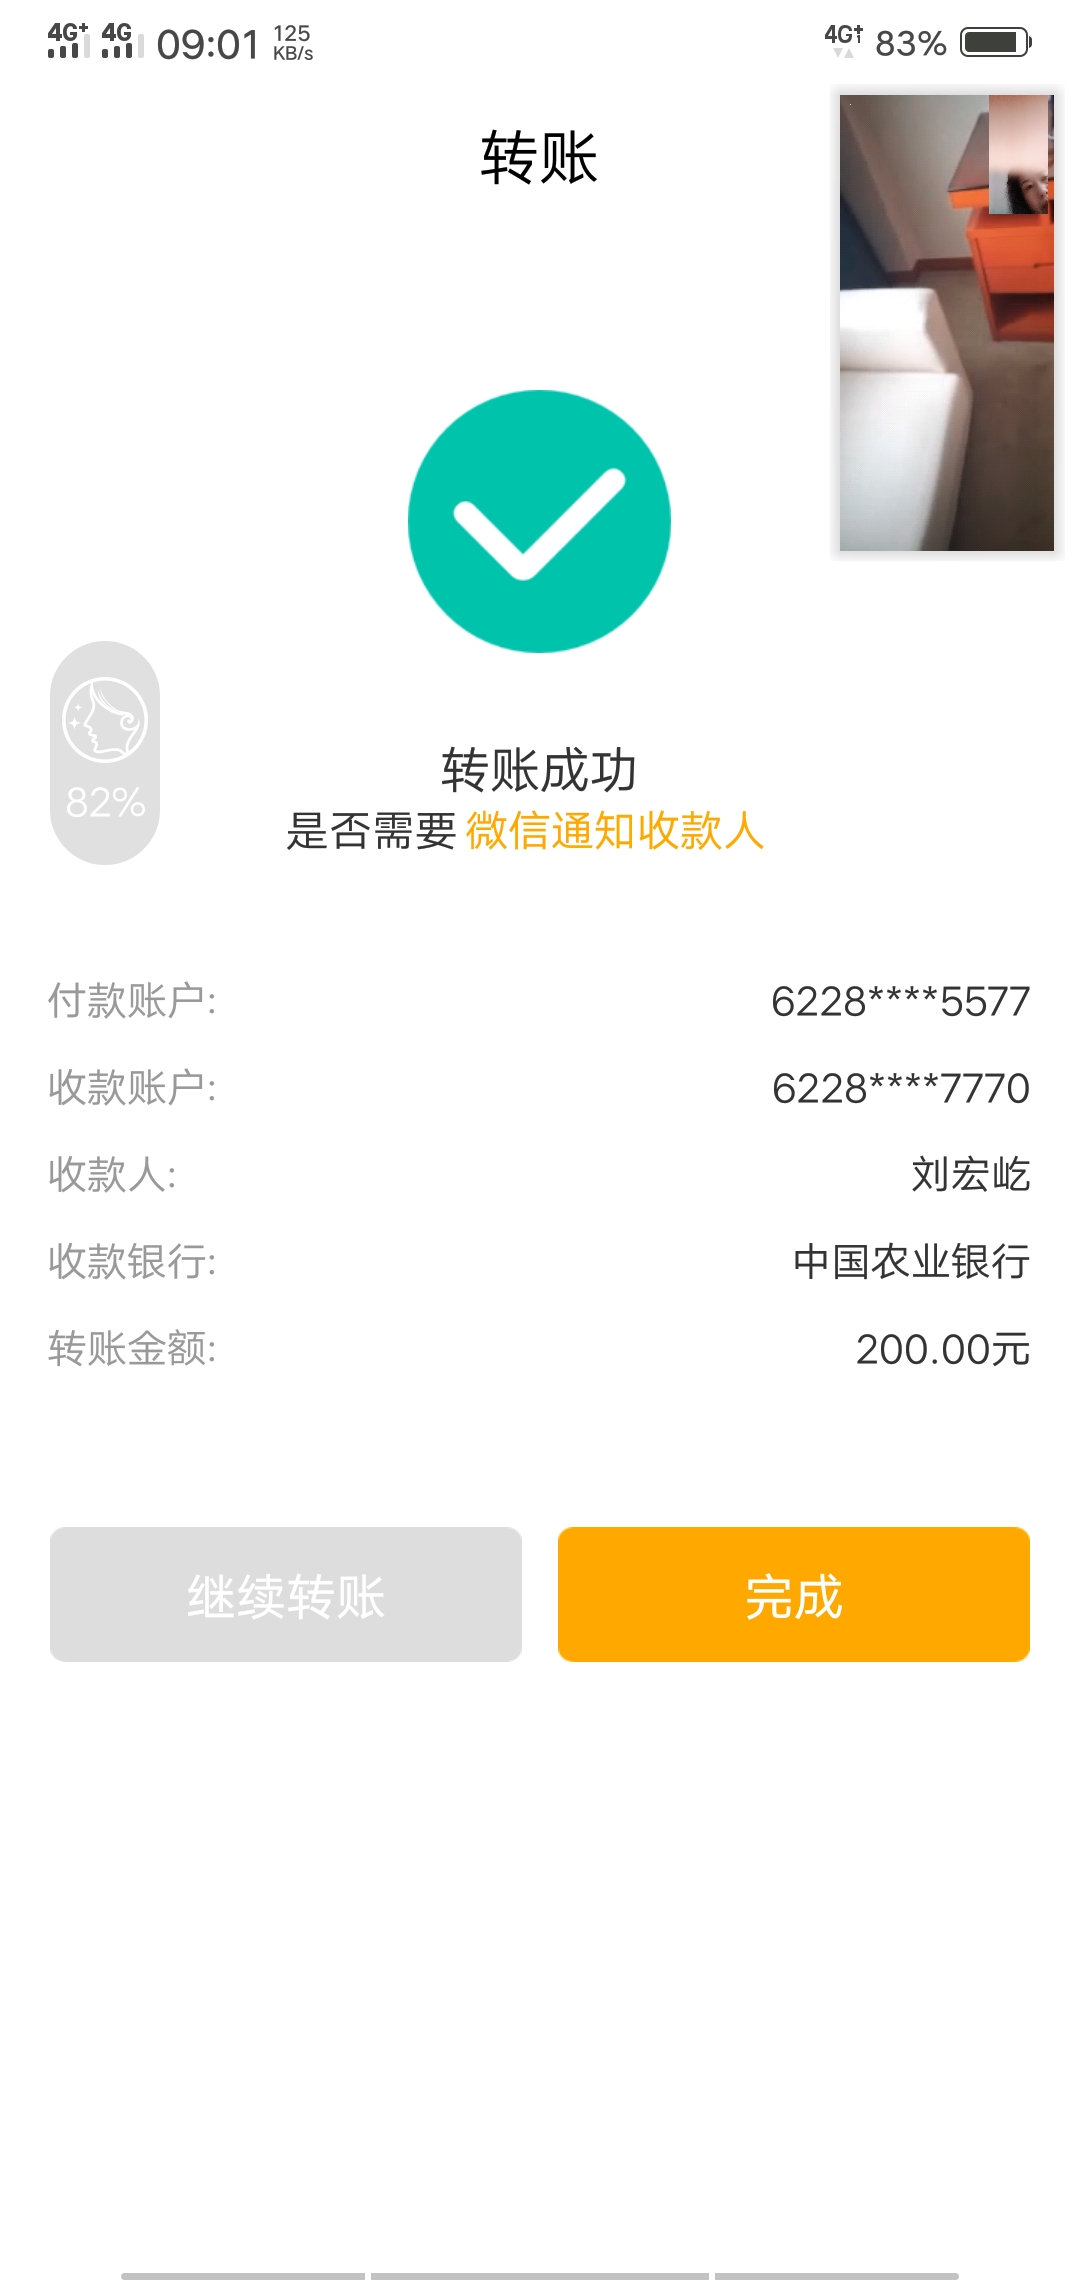 4G+ 4G 09:01 125 KB/s 4G+ 83%
转账
82%
转账成功
是否需要 微信通知收款人
付款账户: 6228****5577
收款账户: 6228****7770
收款人: 刘宏屹
收款银行: 中国农业银行
转账金额: 200.00元
继续转账 完成